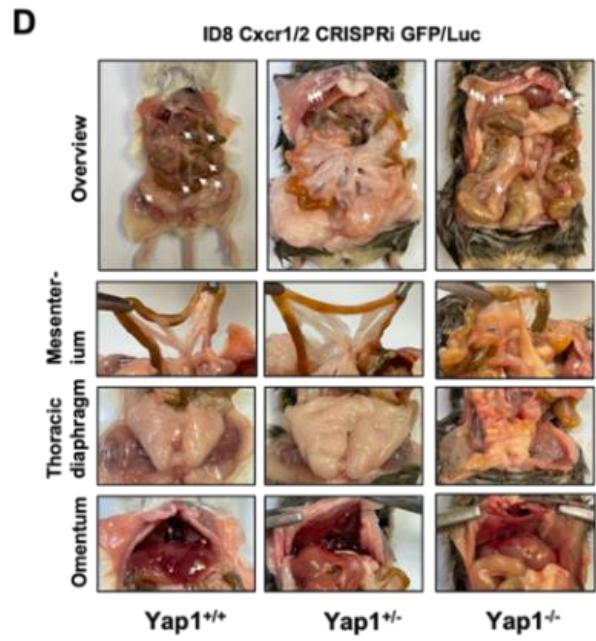 D
ID8 Cxcr1/2 CRISPRi GFP/Luc
Overview
Mesenter-
ium
Thoracic
diaphragm
Omentum
Yap1+/+
Yap1+/-
Yap1-/-